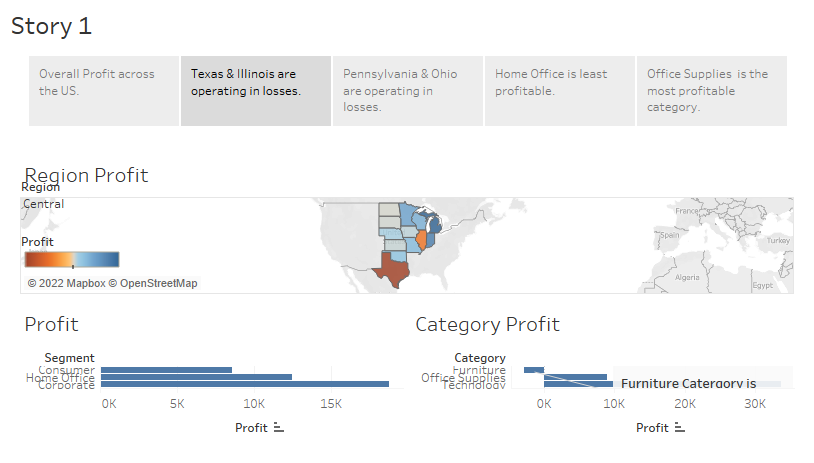 Story 1
Overall Profit across
the US.
Texas & Illinois are
operating in losses.
Pennsylvania & Ohio
are operating in
losses.
Home Office is least
profitable.
Office Supplies is the
most profitable
category.
Region Profit
Region
Central
Profit
© 2022 Mapbox © OpenStreetMap
France
Spain
Turkey
Algeria
Egypt
Profit
Segment
Consumer
Home Office
Corporate
0K 5K 10K 15K
Profit
Category Profit
Category
Furniture
Office Supplies
Technology
Furniture Catergory is
0K 10K 20K 30K
Profit